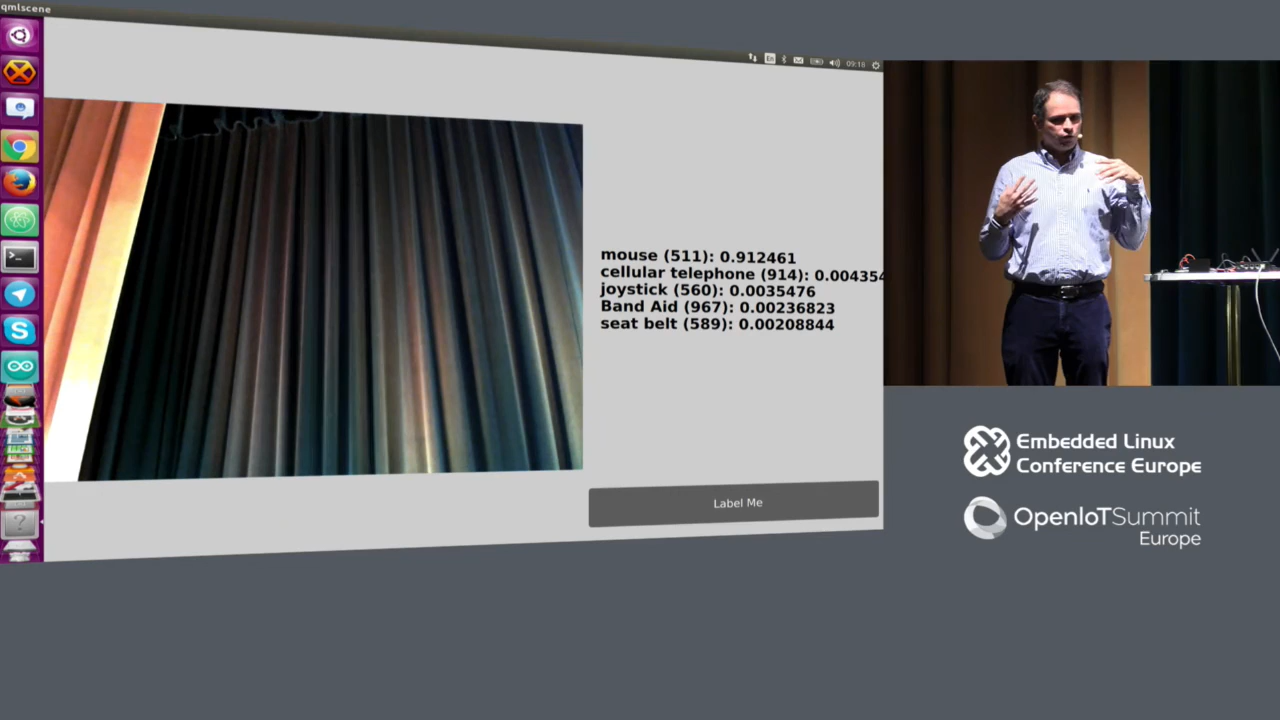 qmlscene
En
09:18
mouse (511): 0.912461
cellular telephone (914): 0.004354
joystick (560): 0.0035476
Band Aid (967): 0.00236823
seat belt (589): 0.00208844
Label Me
Embedded Linux
Conference Europe
OpenIoTSummit
Europe